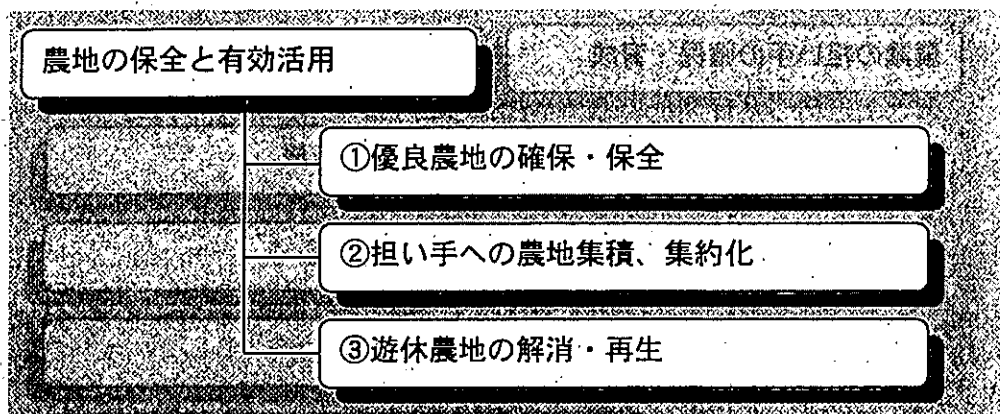 農地の保全と有効活用
①優良農地の確保・保全
②担い手への農地集積、集約化
③遊休農地の解消・再生